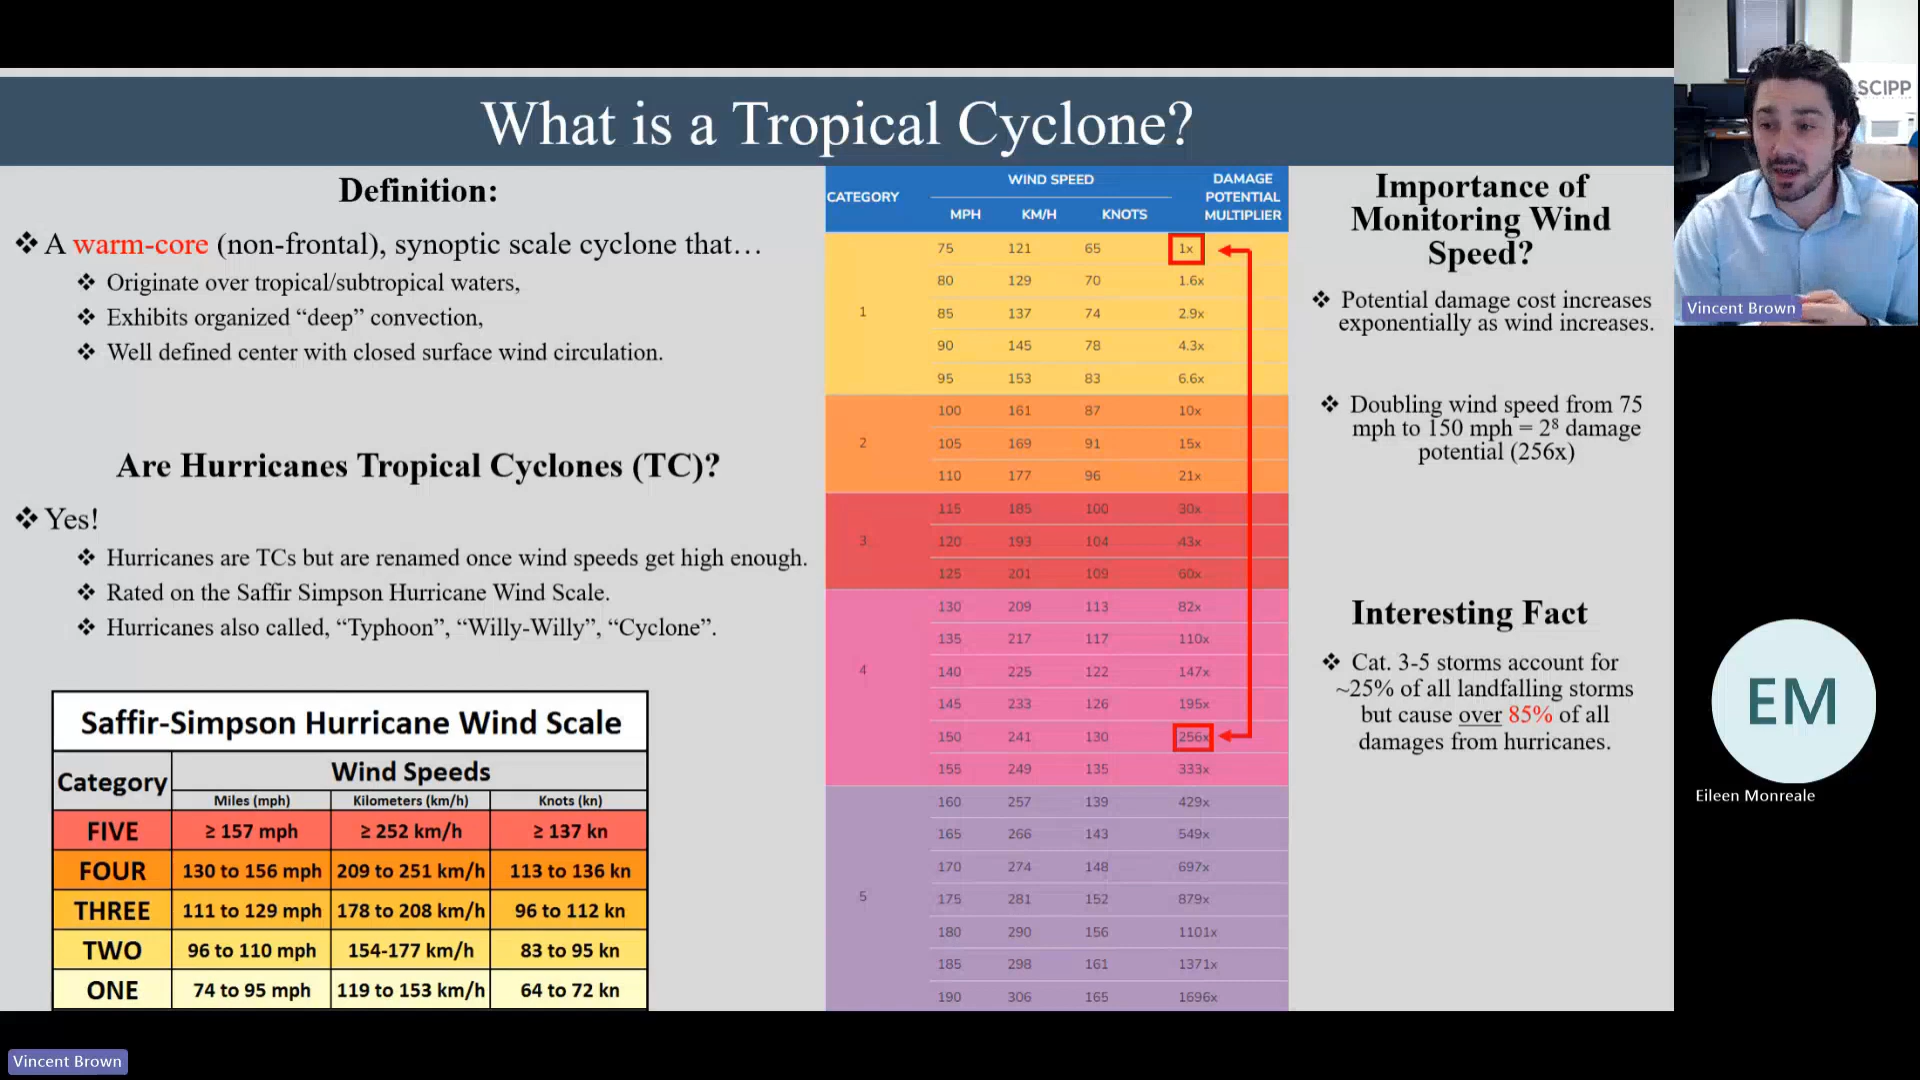 What is a Tropical Cyclone?
Definition:
❖ A warm-core (non-frontal), synoptic scale cyclone that…
❖ Originate over tropical/subtropical waters,
❖ Exhibits organized “deep” convection,
❖ Well defined center with closed surface wind circulation.
Are Hurricanes Tropical Cyclones (TC)?
❖ Yes!
❖ Hurricanes are TCs but are renamed once wind speeds get high enough.
❖ Rated on the Saffir Simpson Hurricane Wind Scale.
❖ Hurricanes also called, “Typhoon”, “Willy-Willy”, “Cyclone”.
Saffir-Simpson Hurricane Wind Scale
Category Wind Speeds
Miles (mph) Kilometers (km/h) Knots (kn)
FIVE ≥ 157 mph ≥ 252 km/h ≥ 137 kn
FOUR 130 to 156 mph 209 to 251 km/h 113 to 136 kn
THREE 111 to 129 mph 178 to 208 km/h 96 to 112 kn
TWO 96 to 110 mph 154-177 km/h 83 to 95 kn
ONE 74 to 95 mph 119 to 153 km/h 64 to 72 kn
CATEGORY WIND SPEED DAMAGE
POTENTIAL
MULTIPLIER
MPH KM/H KNOTS
75 121 65 1x
80 129 70 1.6x
1 85 137 74 2.9x
90 145 78 4.3x
95 153 83 6.6x
100 161 87 10x
2 105 169 91 15x
110 177 96 21x
115 185 100 30x
3 120 193 104 43x
125 201 109 60x
130 209 113 82x
135 217 117 110x
4 140 225 122 147x
145 233 126 195x
150 241 130 256x
155 249 135 333x
160 257 139 429x
165 266 143 549x
170 274 148 697x
5 175 281 152 879x
180 290 156 1101x
185 298 161 1371x
190 306 165 1696x
Importance of
Monitoring Wind
Speed?
❖ Potential damage cost increases
exponentially as wind increases.
❖ Doubling wind speed from 75
mph to 150 mph = 2⁸ damage
potential (256x)
Interesting Fact
❖ Cat. 3-5 storms account for
~25% of all landfalling storms
but cause over 85% of all
damages from hurricanes.
SCIPP
Vincent Brown
EM
Eileen Monreale
Vincent Brown